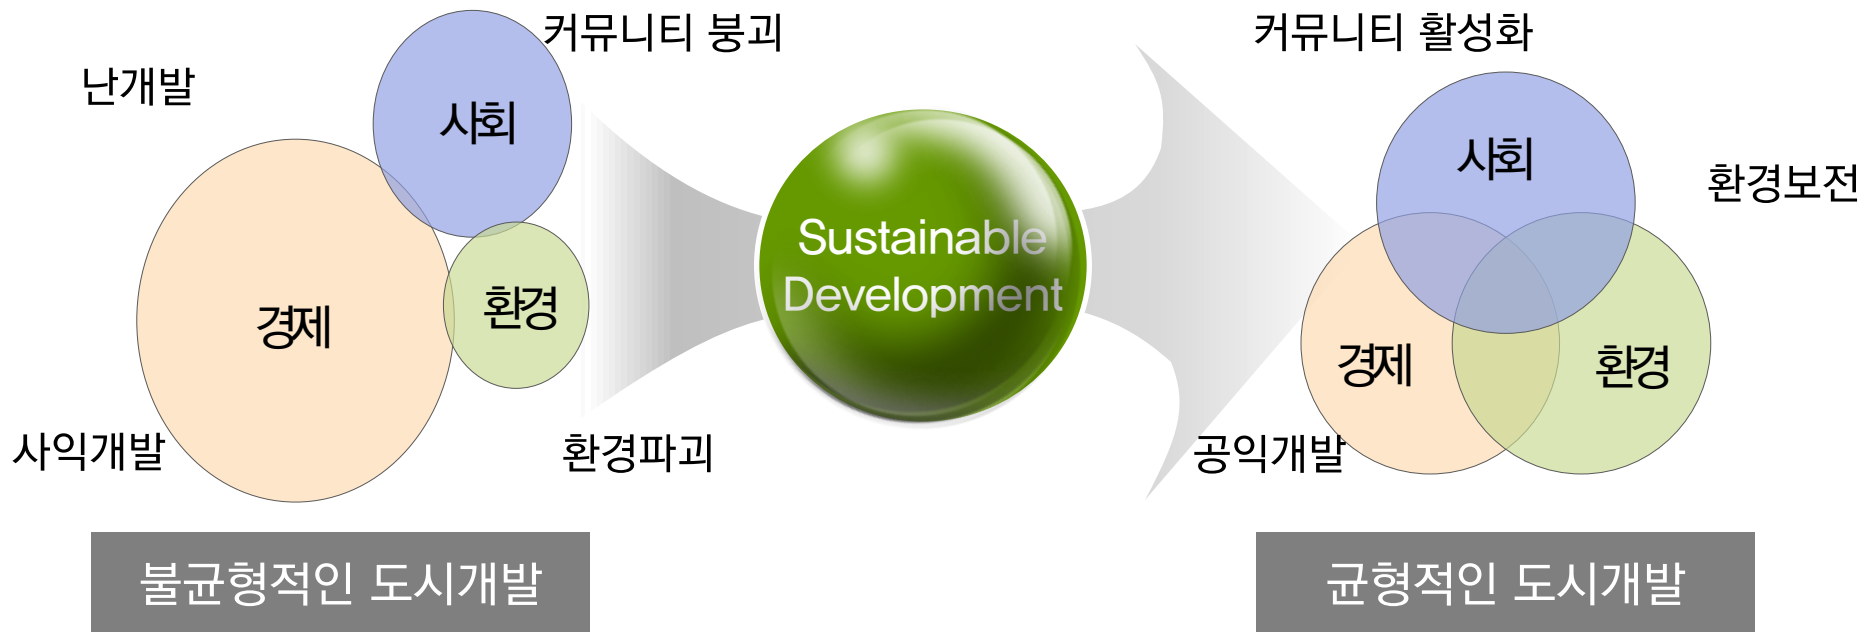 커뮤니티 붕괴
난개발
사회
경제
환경
사익개발
환경파괴
불균형적인 도시개발
Sustainable
Development
커뮤니티 활성화
사회
환경보전
경제
환경
공익개발
균형적인 도시개발